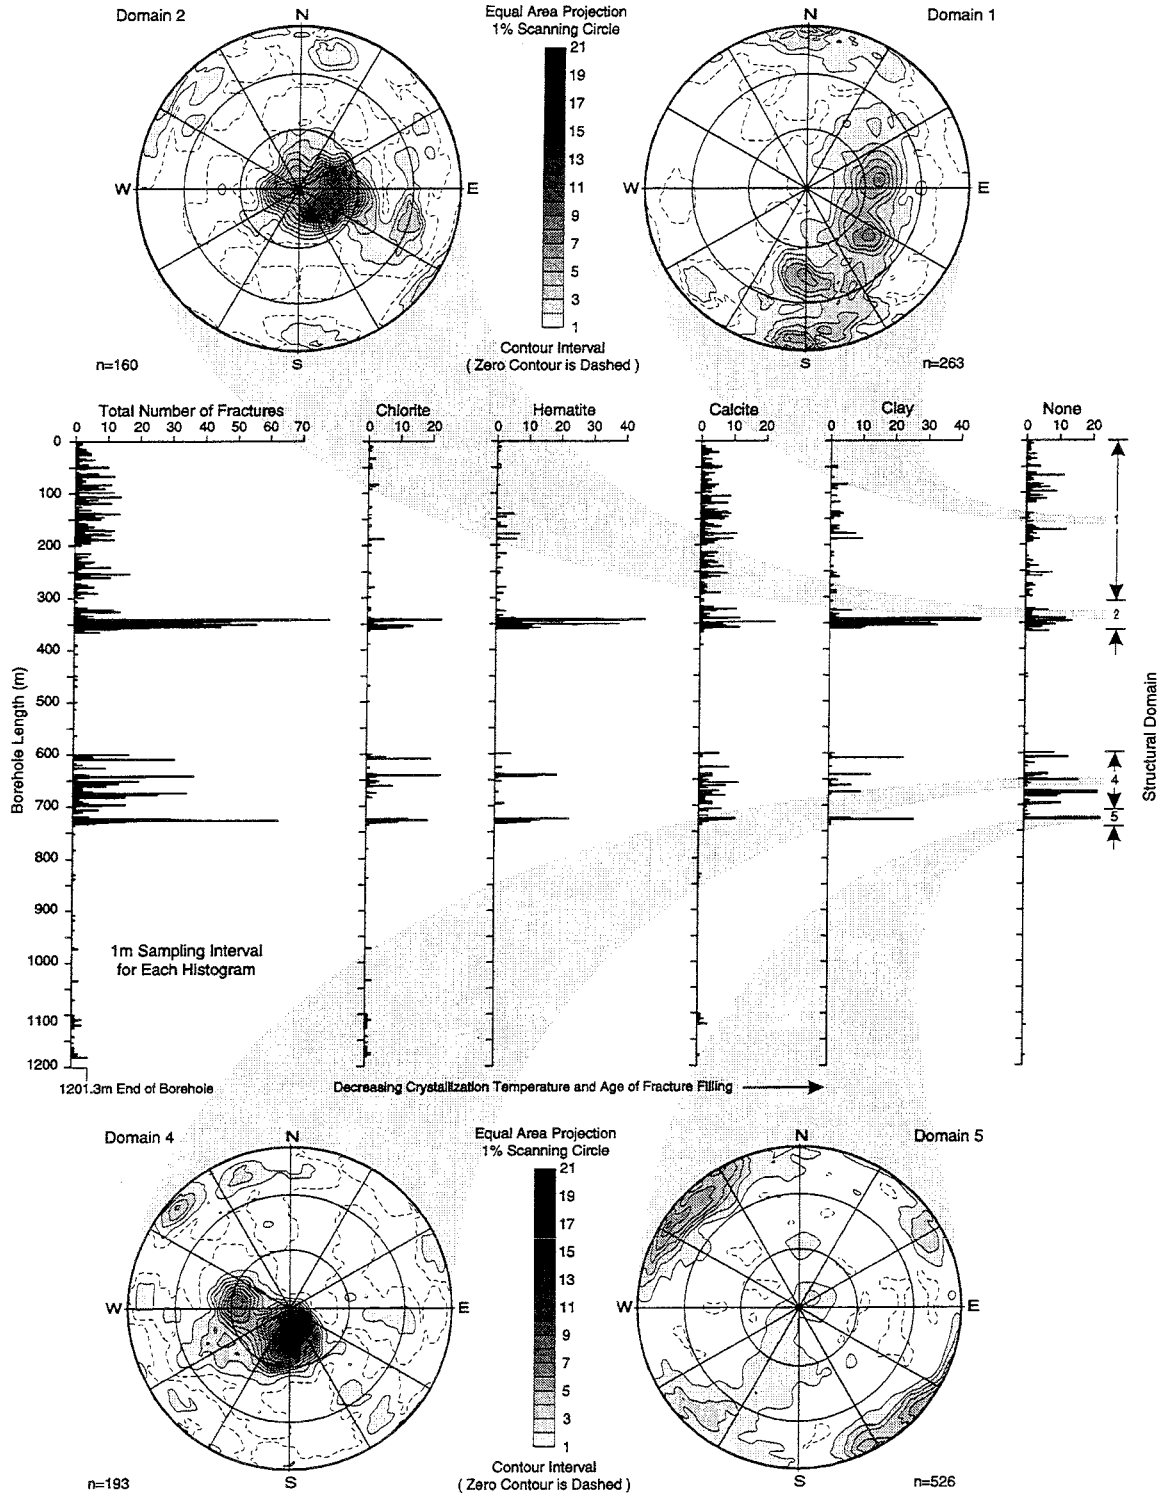 Domain 2
N
W
E
S
n=160
Equal Area Projection
1% Scanning Circle
21
19
17
15
13
11
9
7
5
3
1
Contour Interval
( Zero Contour is Dashed )
Domain 1
N
W
E
S
n=263
Total Number of Fractures
0 10 20 30 40 50 60 70
Chlorite
0 10 20
Hematite
0 10 20 30 40
Calcite
0 10 20
Clay
0 10 20 30 40
None
0 10 20
Borehole Length (m)
0
100
200
300
400
500
600
700
800
900
1000
1100
1200
1
2
4
5
Structural Domain
1m Sampling Interval
for Each Histogram
1201.3m End of Borehole
Decreasing Crystallization Temperature and Age of Fracture Filling
Domain 4
N
W
E
S
n=193
Equal Area Projection
1% Scanning Circle
21
19
17
15
13
11
9
7
5
3
1
Contour Interval
( Zero Contour is Dashed )
Domain 5
N
W
E
S
n=526